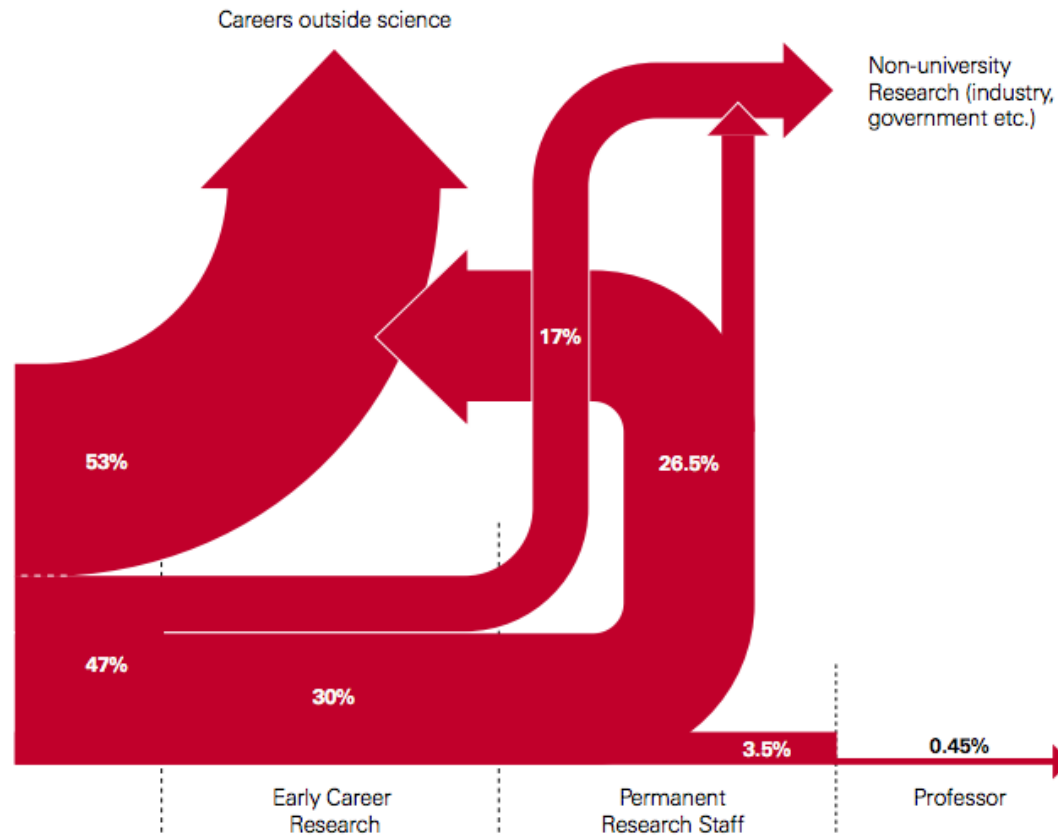 Careers outside science
Non-university
Research (industry,
government etc.)
17%
53%
26.5%
47%
30%
3.5%
0.45%
Early Career
Research
Permanent
Research Staff
Professor